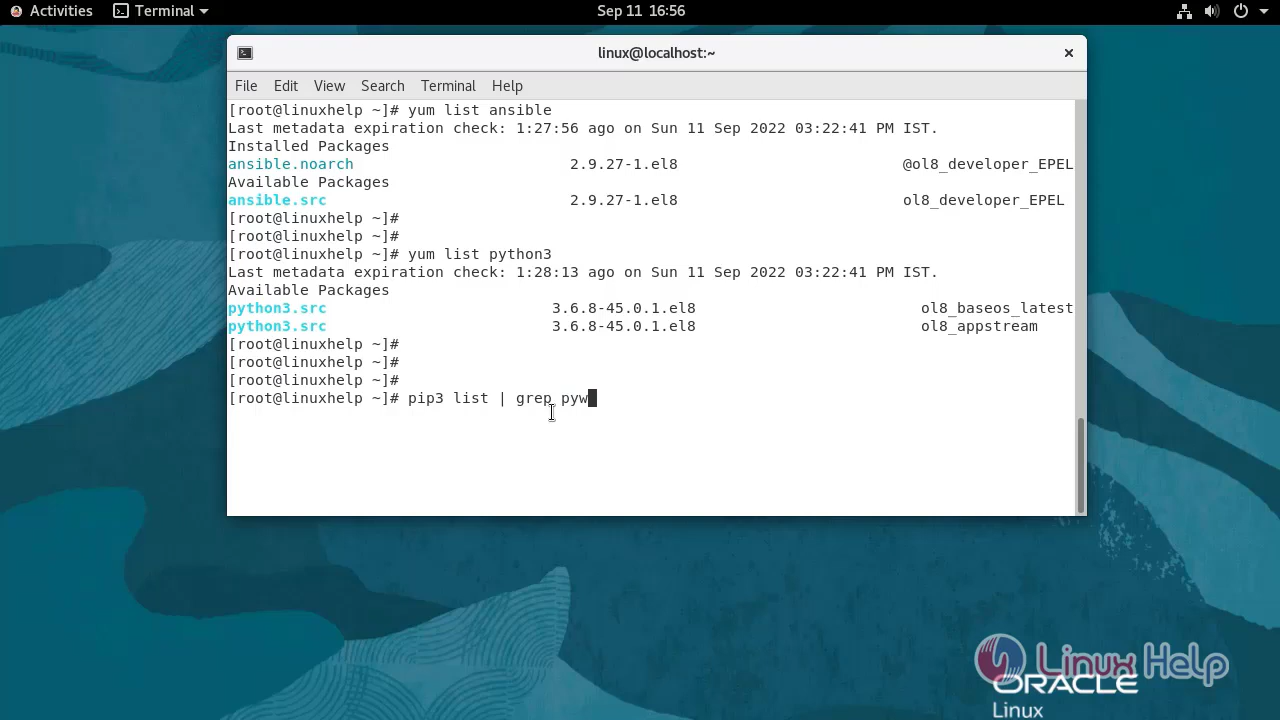 Activities Terminal Sep 11 16:56
linux@localhost:~
File Edit View Search Terminal Help
[root@linuxhelp ~]# yum list ansible
Last metadata expiration check: 1:27:56 ago on Sun 11 Sep 2022 03:22:41 PM IST.
Installed Packages
ansible.noarch 2.9.27-1.el8 @ol8_developer_EPEL
Available Packages
ansible.src 2.9.27-1.el8 ol8_developer_EPEL
[root@linuxhelp ~]#
[root@linuxhelp ~]#
[root@linuxhelp ~]# yum list python3
Last metadata expiration check: 1:28:13 ago on Sun 11 Sep 2022 03:22:41 PM IST.
Available Packages
python3.src 3.6.8-45.0.1.el8 ol8_baseos_latest
python3.src 3.6.8-45.0.1.el8 ol8_appstream
[root@linuxhelp ~]#
[root@linuxhelp ~]#
[root@linuxhelp ~]#
[root@linuxhelp ~]# pip3 list | grep pyw
Linux Help
ORACLE
Linux